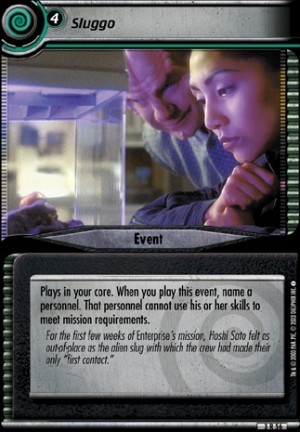 4 Sluggo
Event
Plays in your core. When you play this event, name a
personnel. That personnel cannot use his or her skills to
meet mission requirements.
For the first few weeks of Enterprise's mission, Hoshi Sato felt as
out-of-place as the alien slug with which the crew had made their
only "first contact."
3 R 56